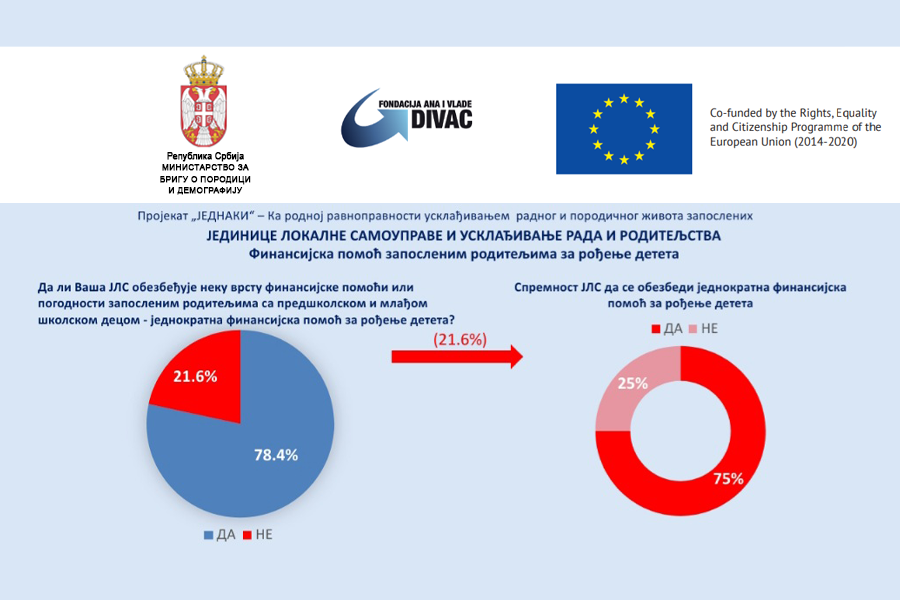 Република Србија
МИНИСТАРСТВО ЗА
БРИГУ О ПОРОДИЦИ
И ДЕМОГРАФИЈУ
FONDACIJA ANA I VLADE
DIVAC
Co-funded by the Rights, Equality
and Citizenship Programme of the
European Union (2014-2020)
Пројекат „ЈЕДНАКИ“ – Ка родној равноправности усклађивањем радног и породичног живота запослених
ЈЕДИНИЦЕ ЛОКАЛНЕ САМОУПРАВЕ И УСКЛАЂИВАЊЕ РАДА И РОДИТЕЉСТВА
Финансијска помоћ запосленим родитељима за рођење детета
Да ли Ваша ЈЛС обезбеђује неку врсту финансијске помоћи или
погодности запосленим родитељима са предшколском и млађом
школском децом - једнократна финансијска помоћ за рођење детета?
21.6%
78.4%
ДА НЕ
(21.6%)
Спремност ЈЛС да се обезбеди једнократна финансијска
помоћ за рођење детета
ДА НЕ
25%
75%